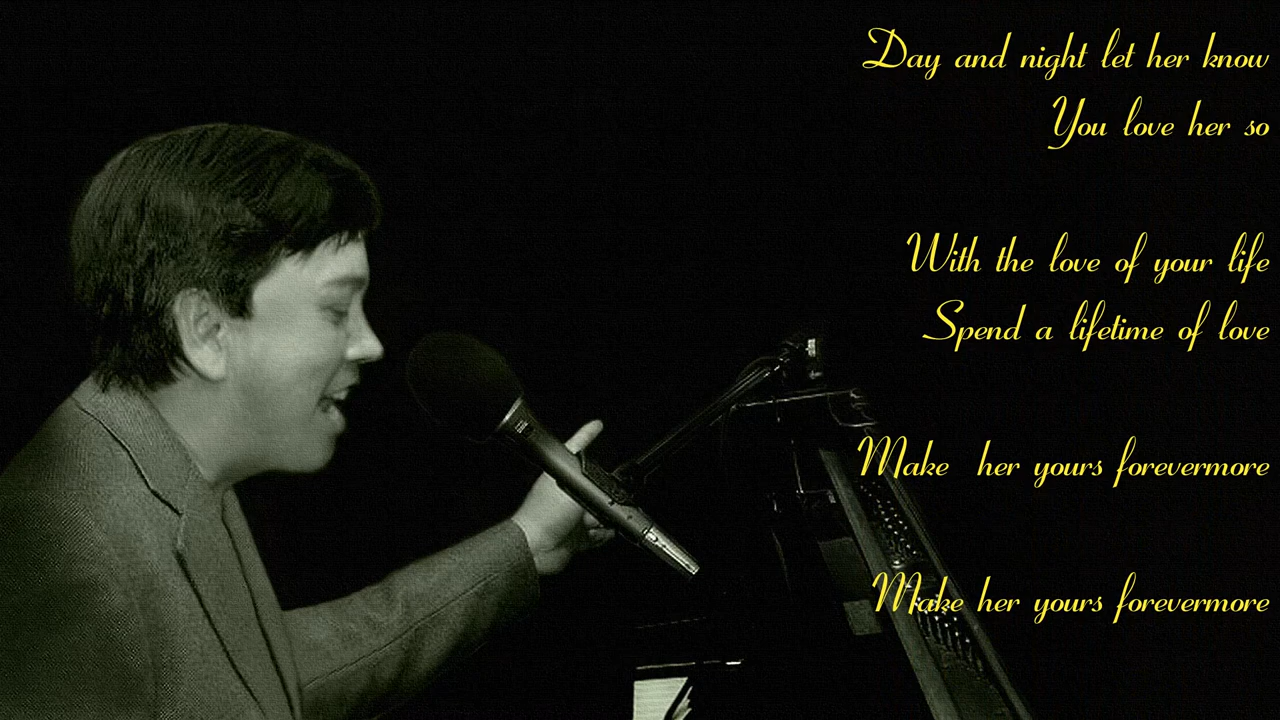 Day and night let her know
You love her so
With the love of your life
Spend a lifetime of love
Make her yours forevermore
Make her yours forevermore